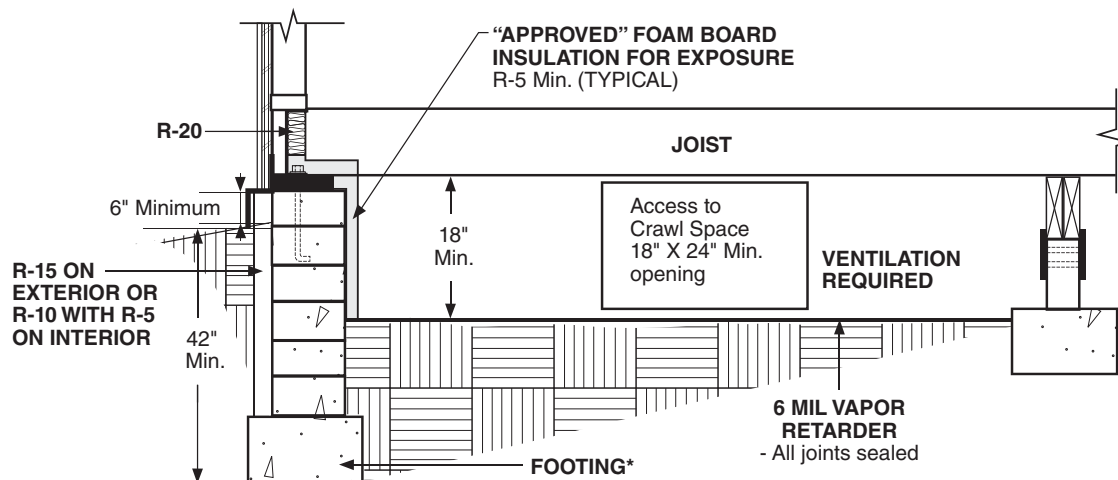 “APPROVED” FOAM BOARD
INSULATION FOR EXPOSURE
R-5 Min. (TYPICAL)
R-20
JOIST
6" Minimum
18"
Min.
Access to
Crawl Space
18" X 24" Min.
opening
VENTILATION
REQUIRED
R-15 ON
EXTERIOR OR
R-10 WITH R-5
ON INTERIOR
42"
Min.
6 MIL VAPOR
RETARDER
- All joints sealed
FOOTING*